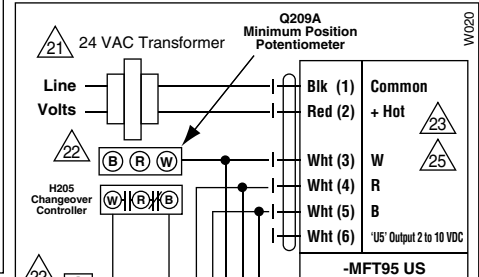 W020
Q209A
Minimum Position
Potentiometer
21
24 VAC Transformer
Line
Volts
Blk (1) Common
Red (2) + Hot
23
22
B R W
Wht (3) W
25
Wht (4) R
H205
Changeover
Controller
W R B
Wht (5) B
Wht (6) 'U5' Output 2 to 10 VDC
-MFT95 US